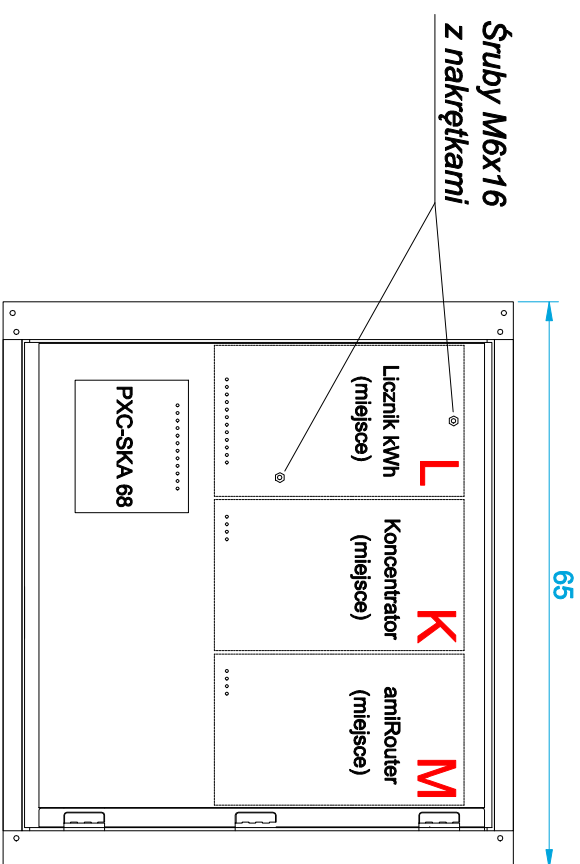 Śruby M6x16
z nakrętkami
65
L
Licznik kWh
(miejsce)
K
Koncentrator
(miejsce)
M
amiRouter
(miejsce)
PXC-SKA 68